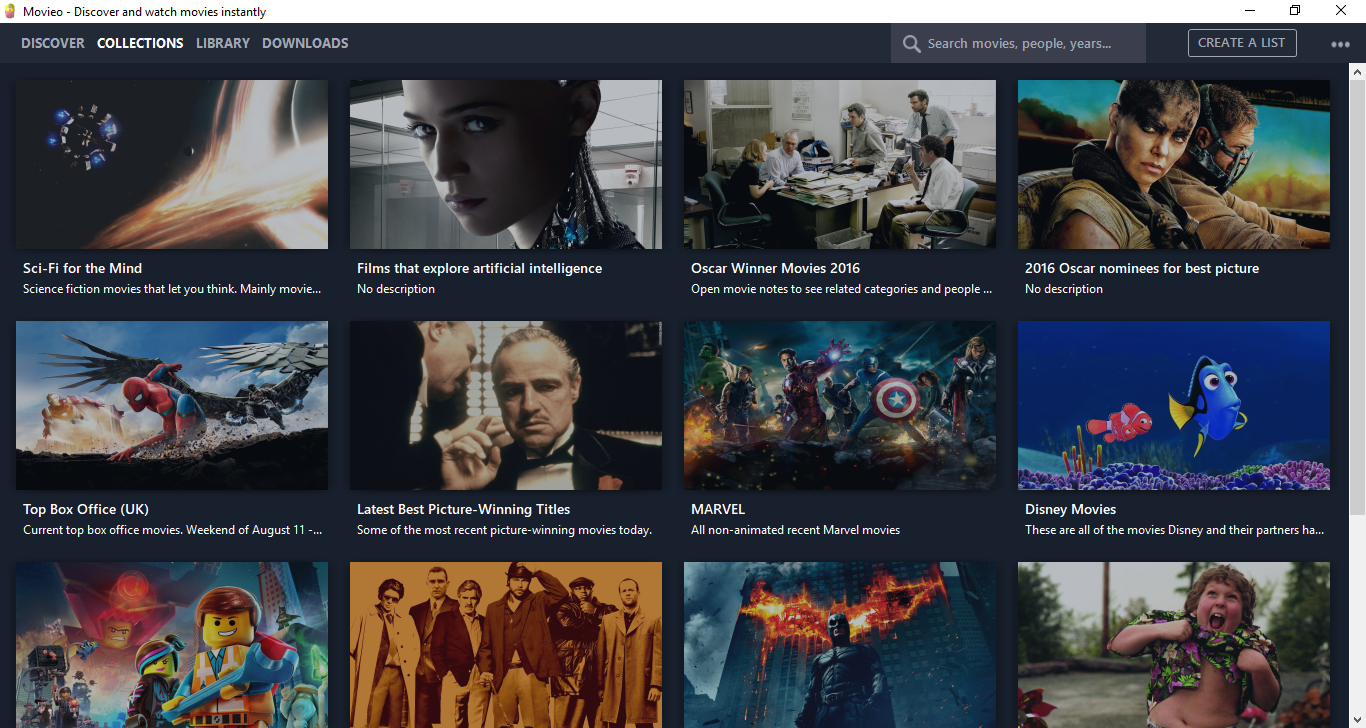 Movieo - Discover and watch movies instantly
DISCOVER COLLECTIONS LIBRARY DOWNLOADS
Search movies, people, years...
CREATE A LIST
Sci-Fi for the Mind
Science fiction movies that let you think. Mainly movie...
Films that explore artificial intelligence
No description
Oscar Winner Movies 2016
Open movie notes to see related categories and people ...
2016 Oscar nominees for best picture
No description
Top Box Office (UK)
Current top box office movies. Weekend of August 11 -...
Latest Best Picture-Winning Titles
Some of the most recent picture-winning movies today.
MARVEL
All non-animated recent Marvel movies
Disney Movies
These are all of the movies Disney and their partners ha...